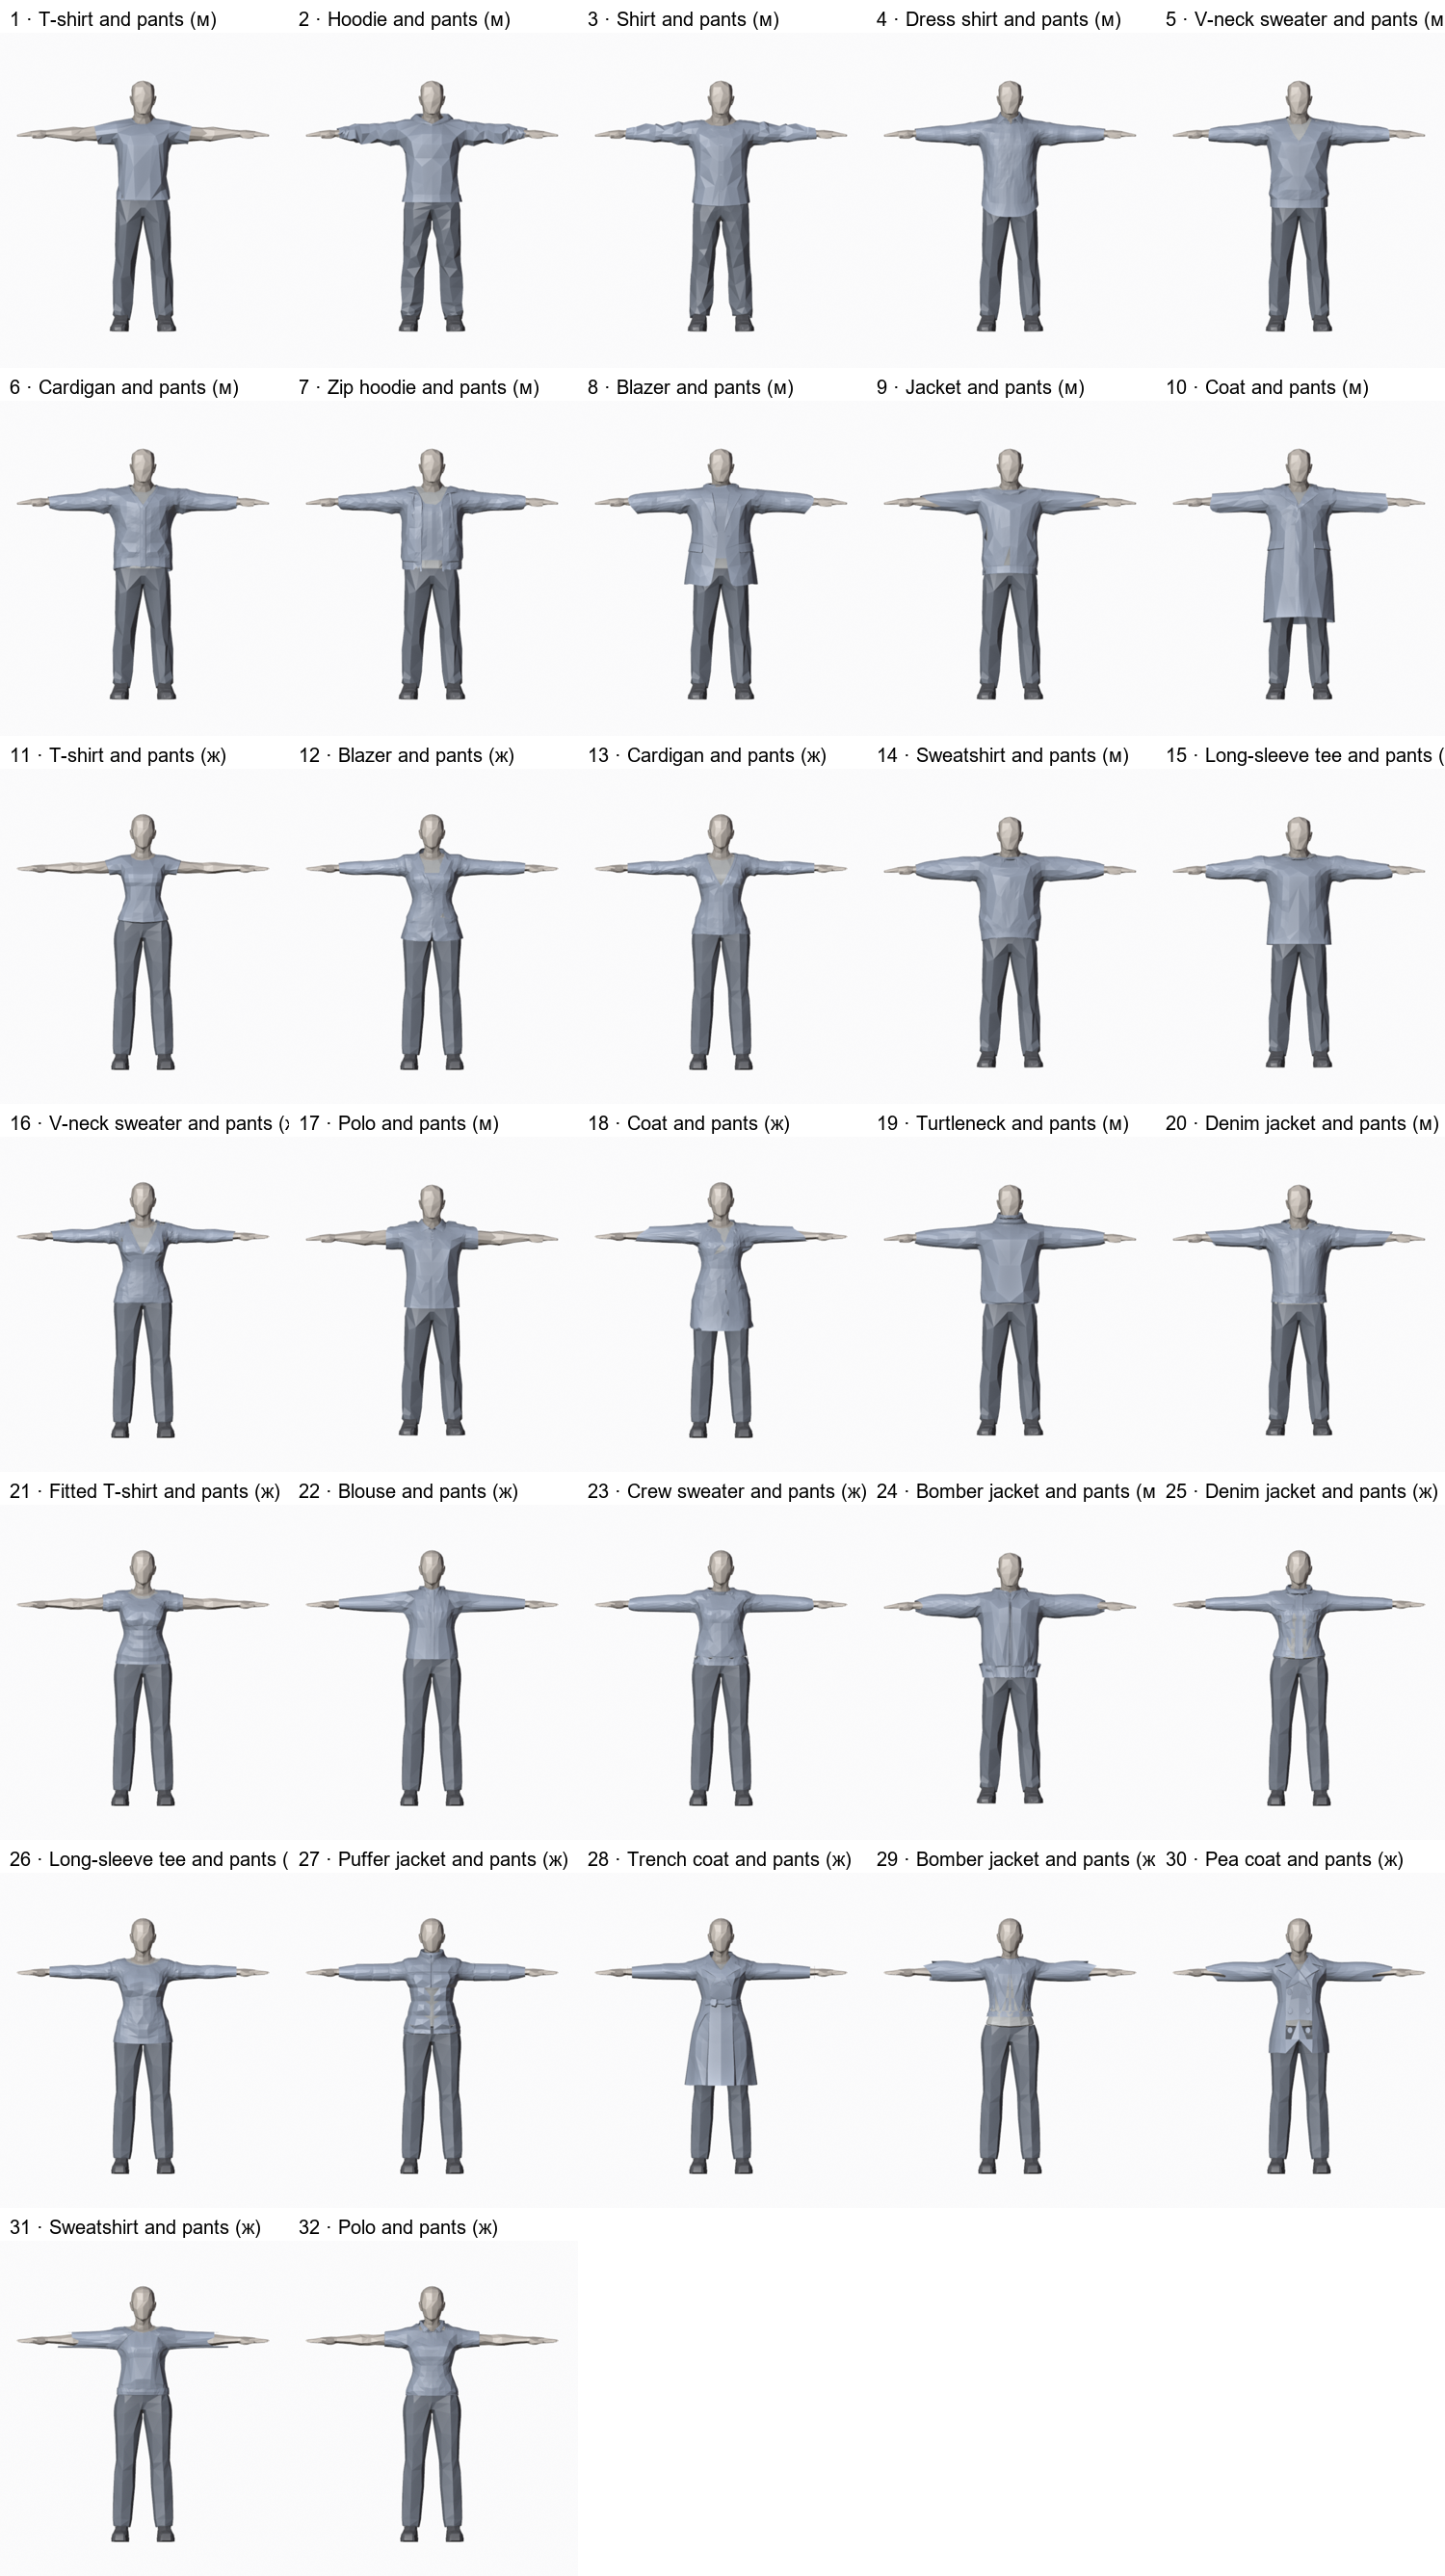 1 · T-shirt and pants (м)
2 · Hoodie and pants (м)
3 · Shirt and pants (м)
4 · Dress shirt and pants (м)
5 · V-neck sweater and pants (м
6 · Cardigan and pants (м)
7 · Zip hoodie and pants (м)
8 · Blazer and pants (м)
9 · Jacket and pants (м)
10 · Coat and pants (м)
11 · T-shirt and pants (ж)
12 · Blazer and pants (ж)
13 · Cardigan and pants (ж)
14 · Sweatshirt and pants (м)
15 · Long-sleeve tee and pants (
16 · V-neck sweater and pants (
17 · Polo and pants (м)
18 · Coat and pants (ж)
19 · Turtleneck and pants (м)
20 · Denim jacket and pants (м)
21 · Fitted T-shirt and pants (ж)
22 · Blouse and pants (ж)
23 · Crew sweater and pants (ж)
24 · Bomber jacket and pants (м
25 · Denim jacket and pants (ж)
26 · Long-sleeve tee and pants (
27 · Puffer jacket and pants (ж)
28 · Trench coat and pants (ж)
29 · Bomber jacket and pants (ж
30 · Pea coat and pants (ж)
31 · Sweatshirt and pants (ж)
32 · Polo and pants (ж)